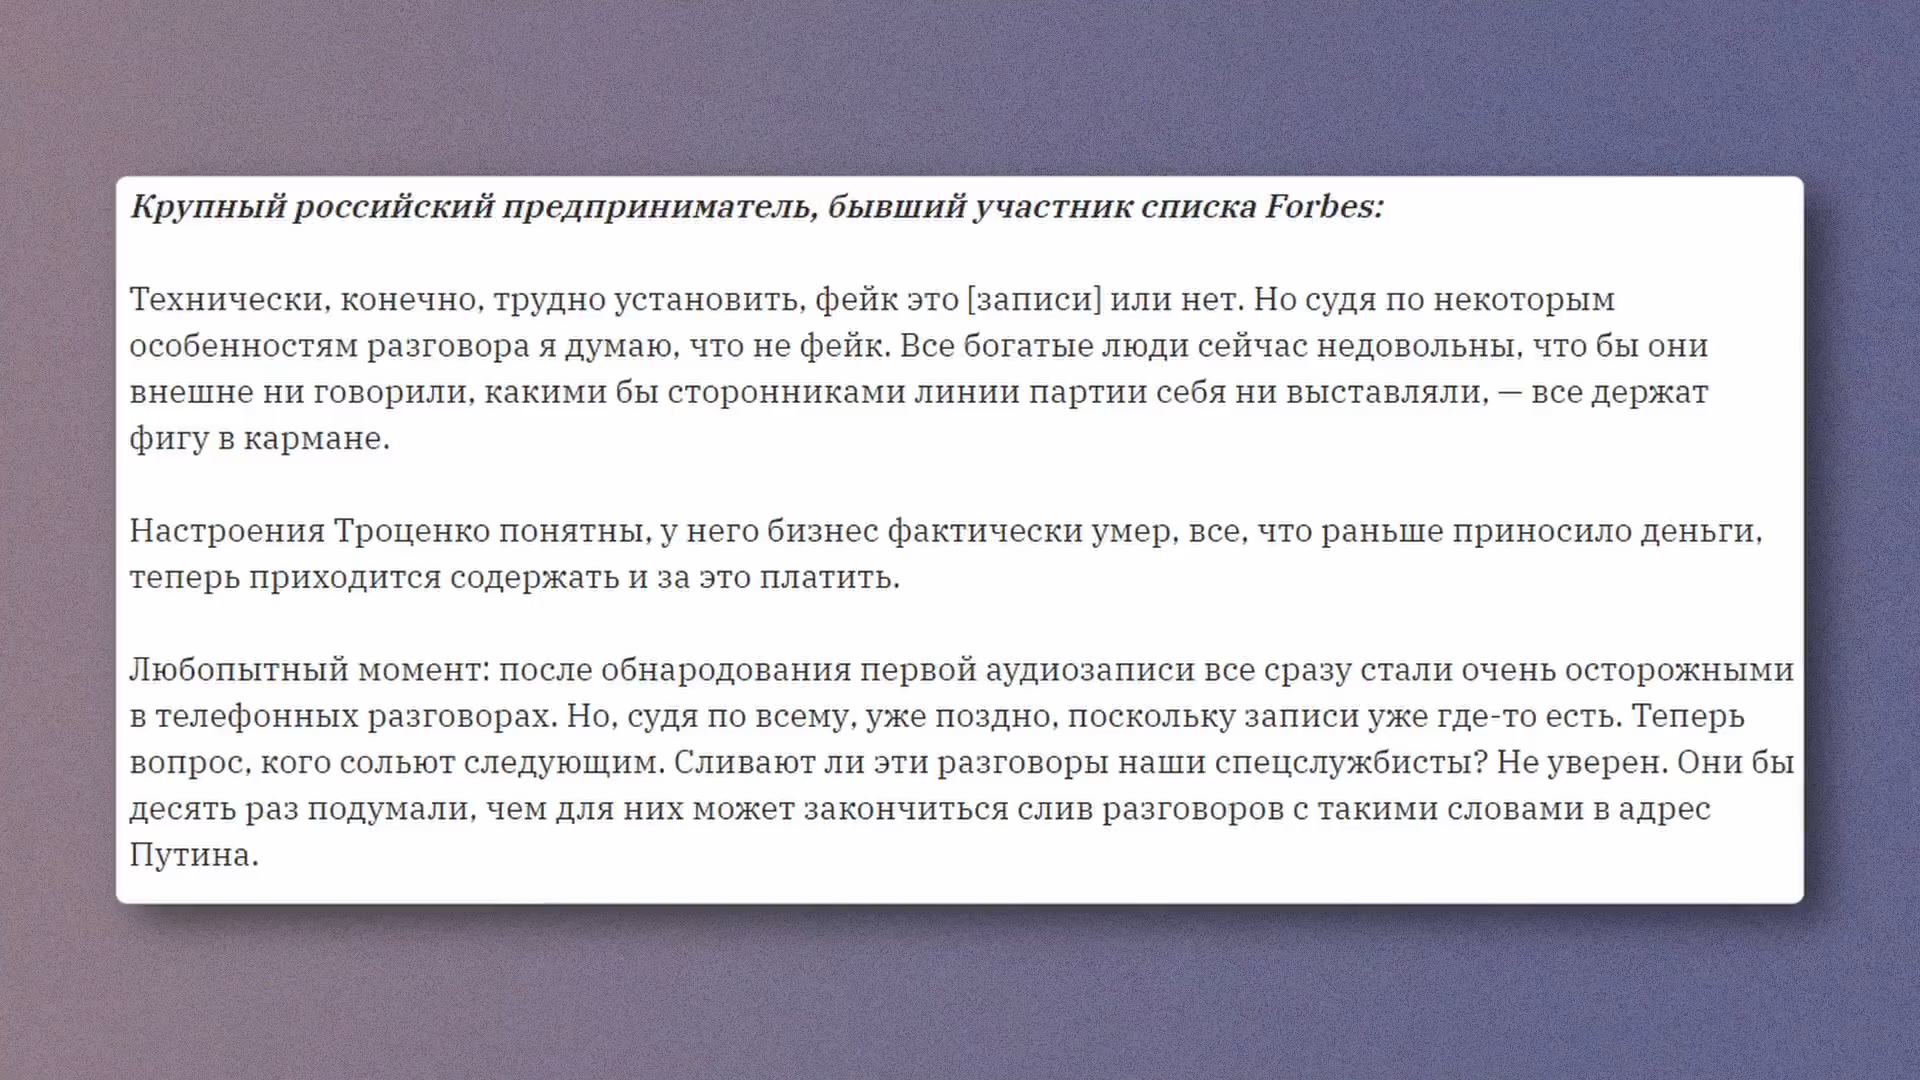 Крупный российский предприниматель, бывший участник списка Forbes:
Технически, конечно, трудно установить, фейк это [записи] или нет. Но судя по некоторым
особенностям разговора я думаю, что не фейк. Все богатые люди сейчас недовольны, что бы они
внешне ни говорили, какими бы сторонниками линии партии себя ни выставляли, — все держат
фигу в кармане.
Настроения Троценко понятны, у него бизнес фактически умер, все, что раньше приносило деньги,
теперь приходится содержать и за это платить.
Любопытный момент: после обнародования первой аудиозаписи все сразу стали очень осторожными
в телефонных разговорах. Но, судя по всему, уже поздно, поскольку записи уже где-то есть. Теперь
вопрос, кого сольют следующим. Сливают ли эти разговоры наши спецслужбисты? Не уверен. Они бы
десять раз подумали, чем для них может закончиться слив разговоров с такими словами в адрес
Путина.